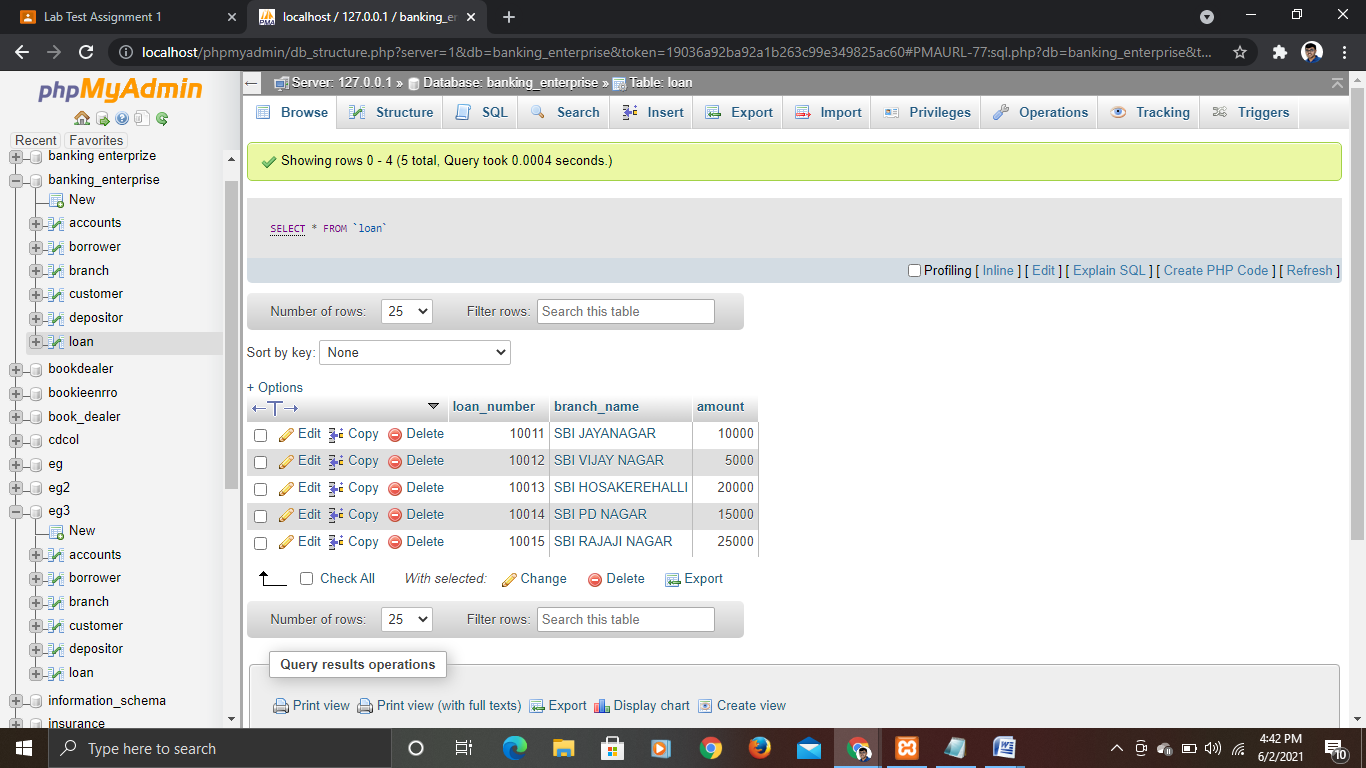 Lab Test Assignment 1
localhost / 127.0.0.1 / banking_er
localhost/phpmyadmin/db_structure.php?server=1&db=banking_enterprise&token=19036a92ba92a1b263c99e349825ac60#PMAURL-77:sql.php?db=banking_enterprise&t...
phpMyAdmin
Recent Favorites
banking enterprize
banking_enterprise
New
accounts
borrower
branch
customer
depositor
loan
bookdealer
bookieenrro
book_dealer
cdcol
eg
eg2
eg3
New
accounts
borrower
branch
customer
depositor
loan
information_schema
insurance
Server: 127.0.0.1 » Database: banking_enterprise » Table: loan
Browse Structure SQL Search Insert Export Import Privileges Operations Tracking Triggers
Showing rows 0 - 4 (5 total, Query took 0.0004 seconds.)
SELECT * FROM `loan`
Profiling [ Inline ] [ Edit ] [ Explain SQL ] [ Create PHP Code ] [ Refresh ]
Number of rows: 25 Filter rows: Search this table
Sort by key: None
+ Options
loan_number branch_name amount
Edit Copy Delete 10011 SBI JAYANAGAR 10000
Edit Copy Delete 10012 SBI VIJAY NAGAR 5000
Edit Copy Delete 10013 SBI HOSAKEREHALLI 20000
Edit Copy Delete 10014 SBI PD NAGAR 15000
Edit Copy Delete 10015 SBI RAJAJI NAGAR 25000
Check All With selected: Change Delete Export
Number of rows: 25 Filter rows: Search this table
Query results operations
Print view Print view (with full texts) Export Display chart Create view
Type here to search
4:42 PM
6/2/2021
10